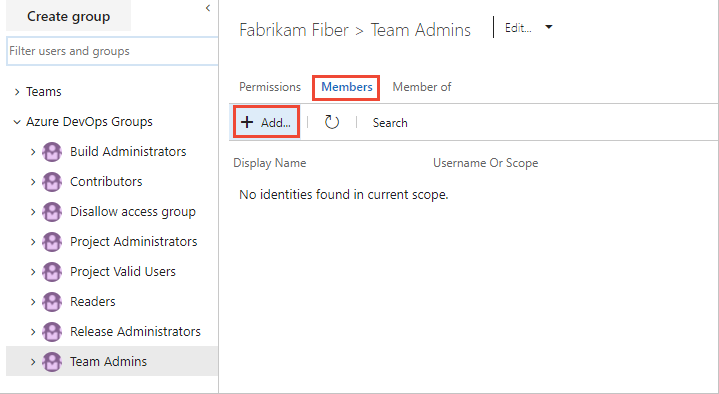 Create group
Filter users and groups
Teams
Azure DevOps Groups
Build Administrators
Contributors
Disallow access group
Project Administrators
Project Valid Users
Readers
Release Administrators
Team Admins
Fabrikam Fiber > Team Admins
Edit...
Permissions Members Member of
+ Add... Search
Display Name Username Or Scope
No identities found in current scope.